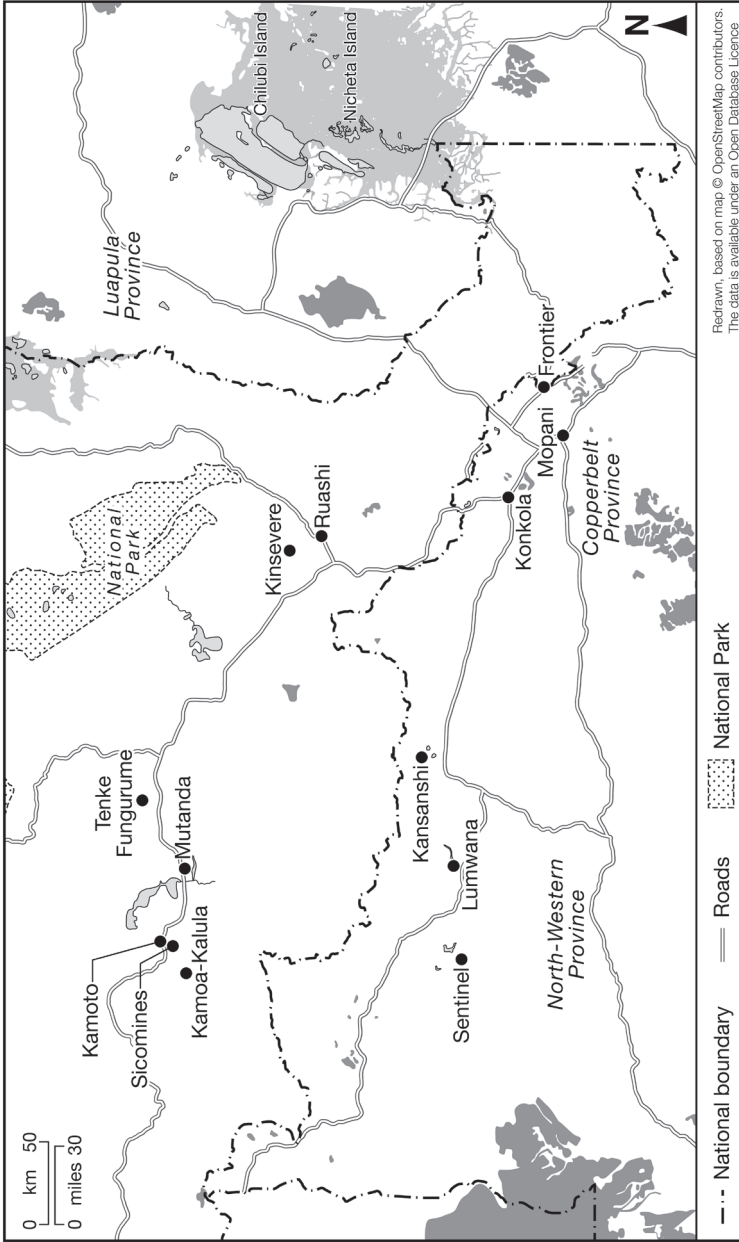 0 km 50
0 miles 30
Kamoto
Sicomines
Kamoa-Kalula
Tenke
Fungurume
Mutanda
National
Park
Kinsevere
Ruashi
Luapula
Province
Chilubi Island
Nicheta Island
N
Sentinel
Lumwana
Kansanshi
North-Western
Province
Konkola
Mopani
Frontier
Copperbelt
Province
National boundary
Roads
National Park
Redrawn, based on map © OpenStreetMap contributors.
The data is available under an Open Database Licence